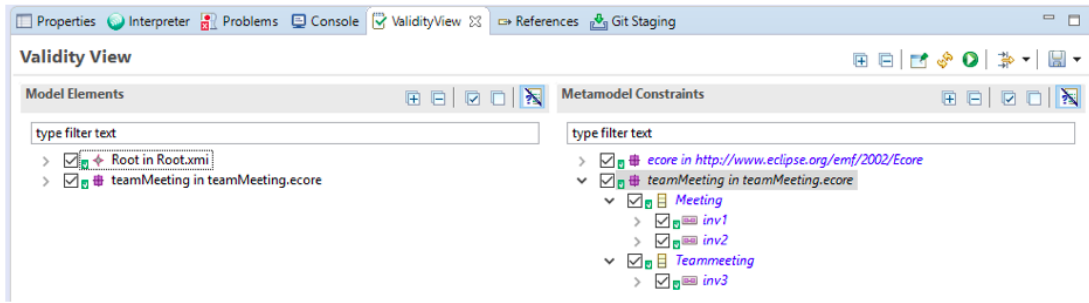 Properties Interpreter Problems Console ValidityView References Git Staging
Validity View
Model Elements
type filter text
Root in Root.xmi
teamMeeting in teamMeeting.ecore
Metamodel Constraints
type filter text
ecore in http://www.eclipse.org/emf/2002/Ecore
teamMeeting in teamMeeting.ecore
Meeting
inv1
inv2
Teammeeting
inv3